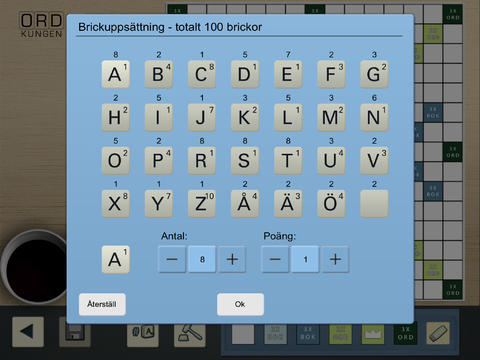 ORD
KUNGEN
Brickuppsättning - totalt 100 brickor
8 2 1 5 7 2 3
A1 B4 C8 D1 E1 F3 G2
2 5 1 3 5 3 6
H2 I1 J7 K2 L1 M2 N1
5 2 8 8 8 3 2
O2 P4 R1 S1 T1 U4 V3
1 1 1 2 2 2 2
X8 Y7 Z10 Å4 Ä3 Ö4
Antal: Poäng:
A1 − 8 + − 1 +
Återställ Ok
3X
ORD
3X
BOK
3X
ORD
3X
ORD
#A
3X
ORD